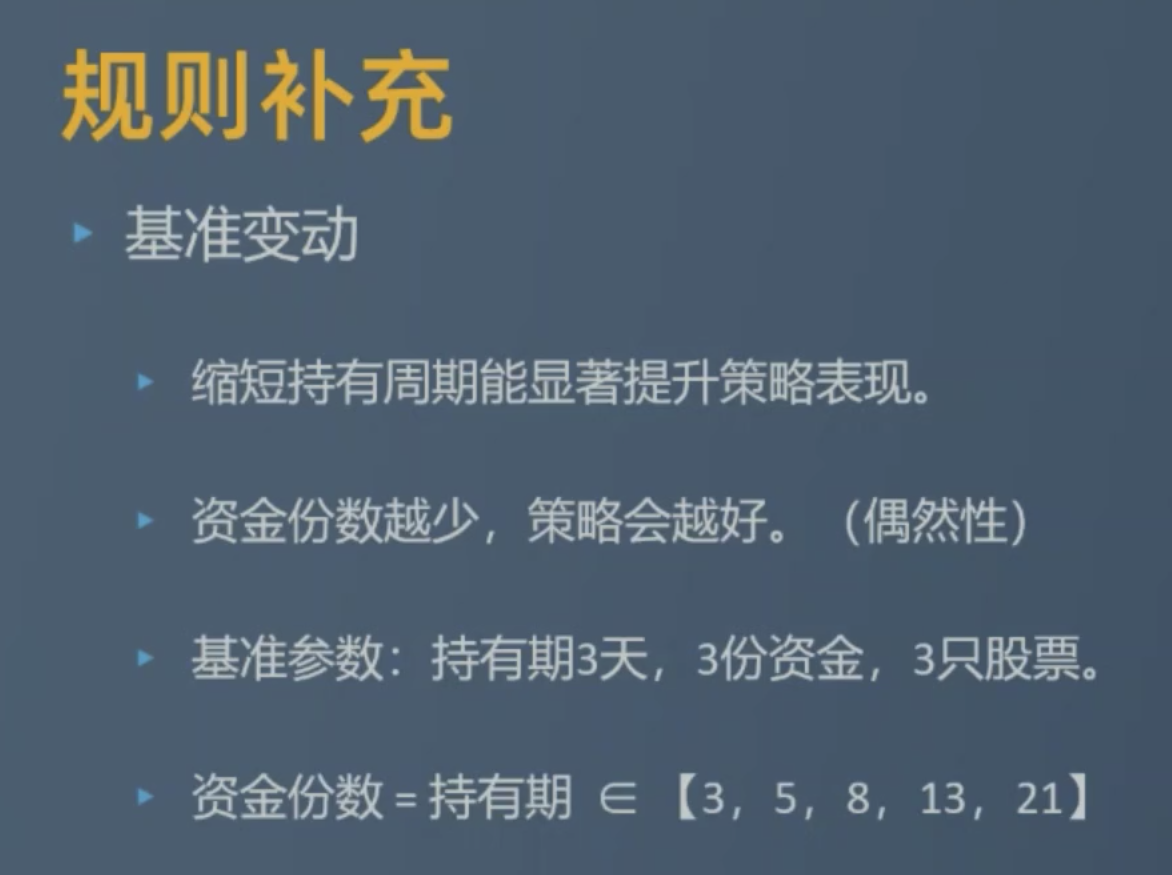 规则补充
基准变动
缩短持有周期能显著提升策略表现。
资金份数越少，策略会越好。（偶然性）
基准参数：持有期3天，3份资金，3只股票。
资金份数 = 持有期 ∈ 【3，5，8，13，21】